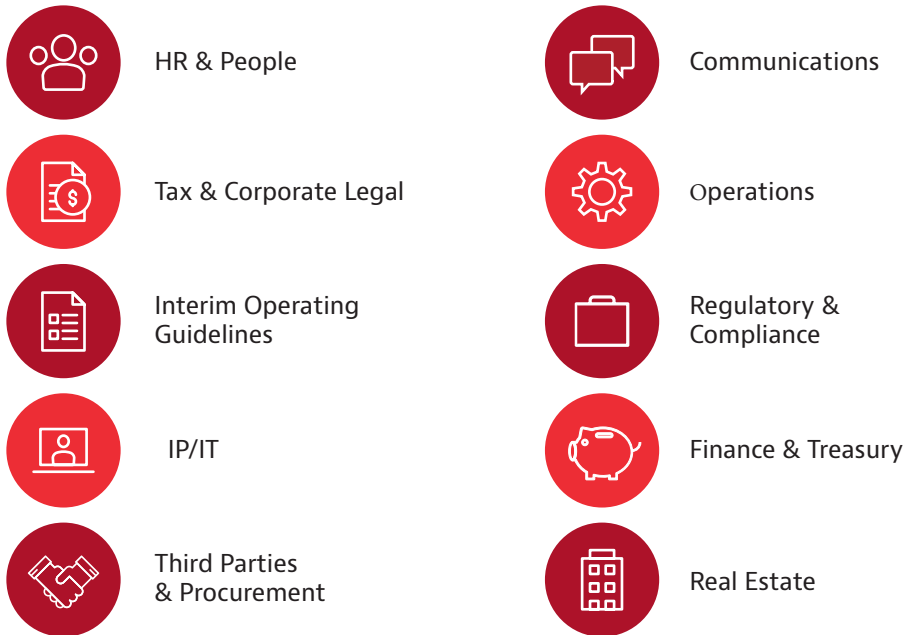 HR & People
Communications
Tax & Corporate Legal
$
Operations
Interim Operating
Guidelines
Regulatory &
Compliance
IP/IT
Finance & Treasury
Third Parties
& Procurement
Real Estate